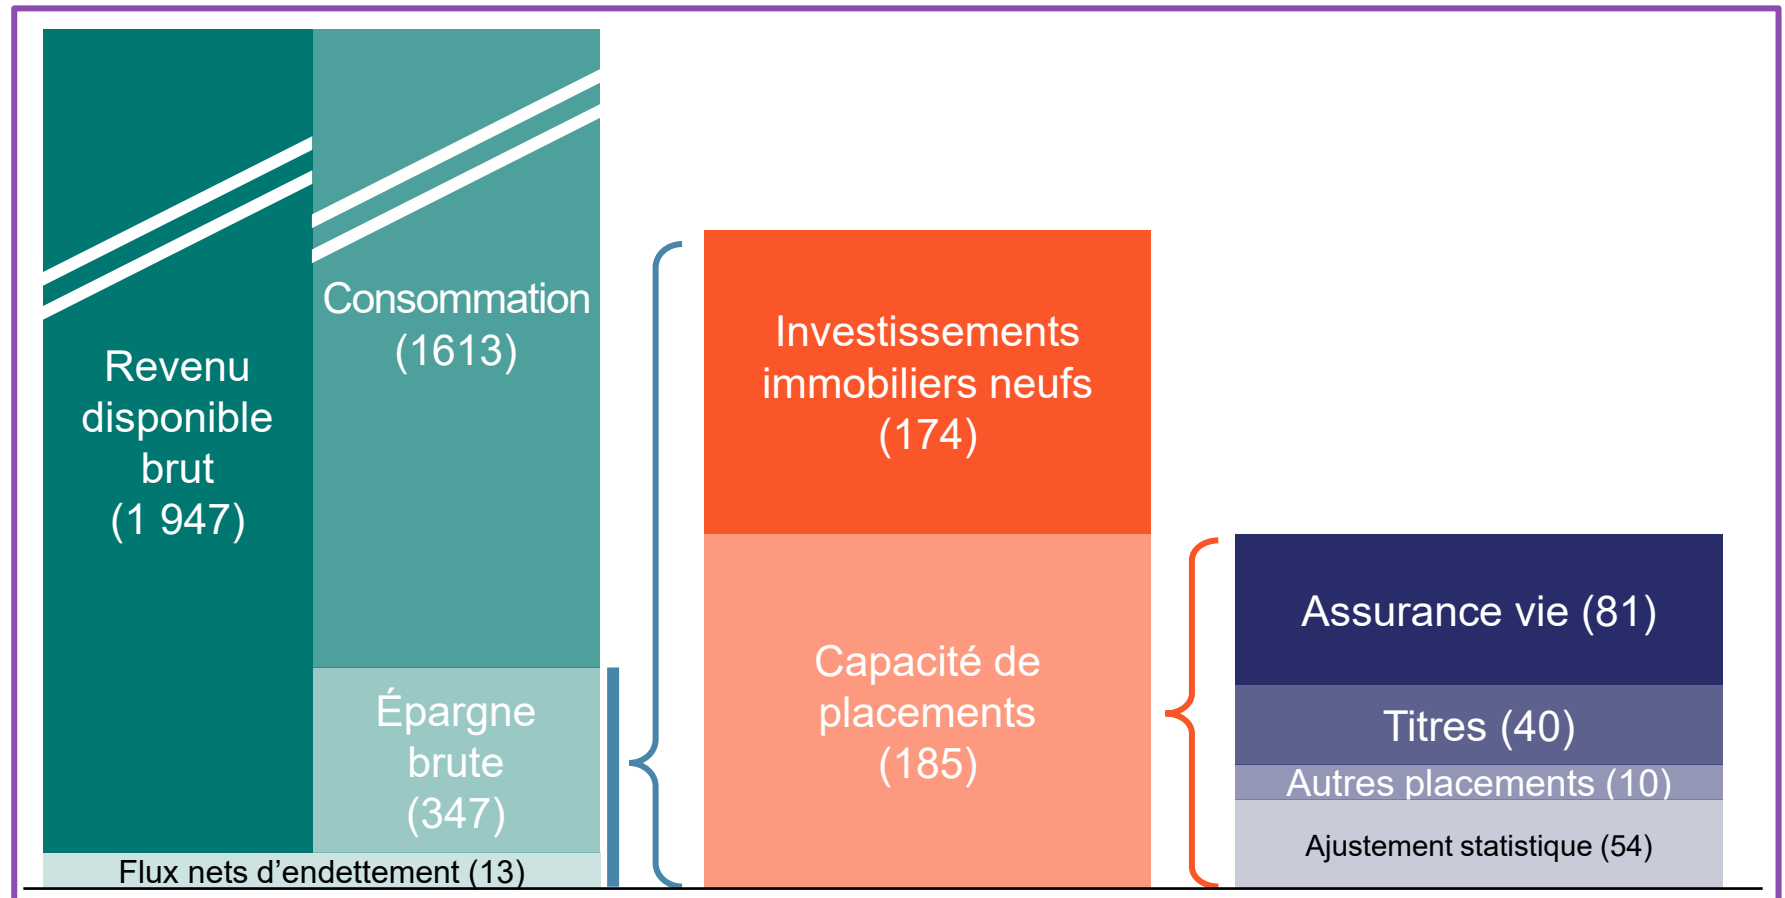 Revenu
disponible
brut
(1 947)
Consommation
(1613)
Épargne
brute
(347)
Flux nets d’endettement (13)
Investissements
immobiliers neufs
(174)
Capacité de
placements
(185)
Assurance vie (81)
Titres (40)
Autres placements (10)
Ajustement statistique (54)